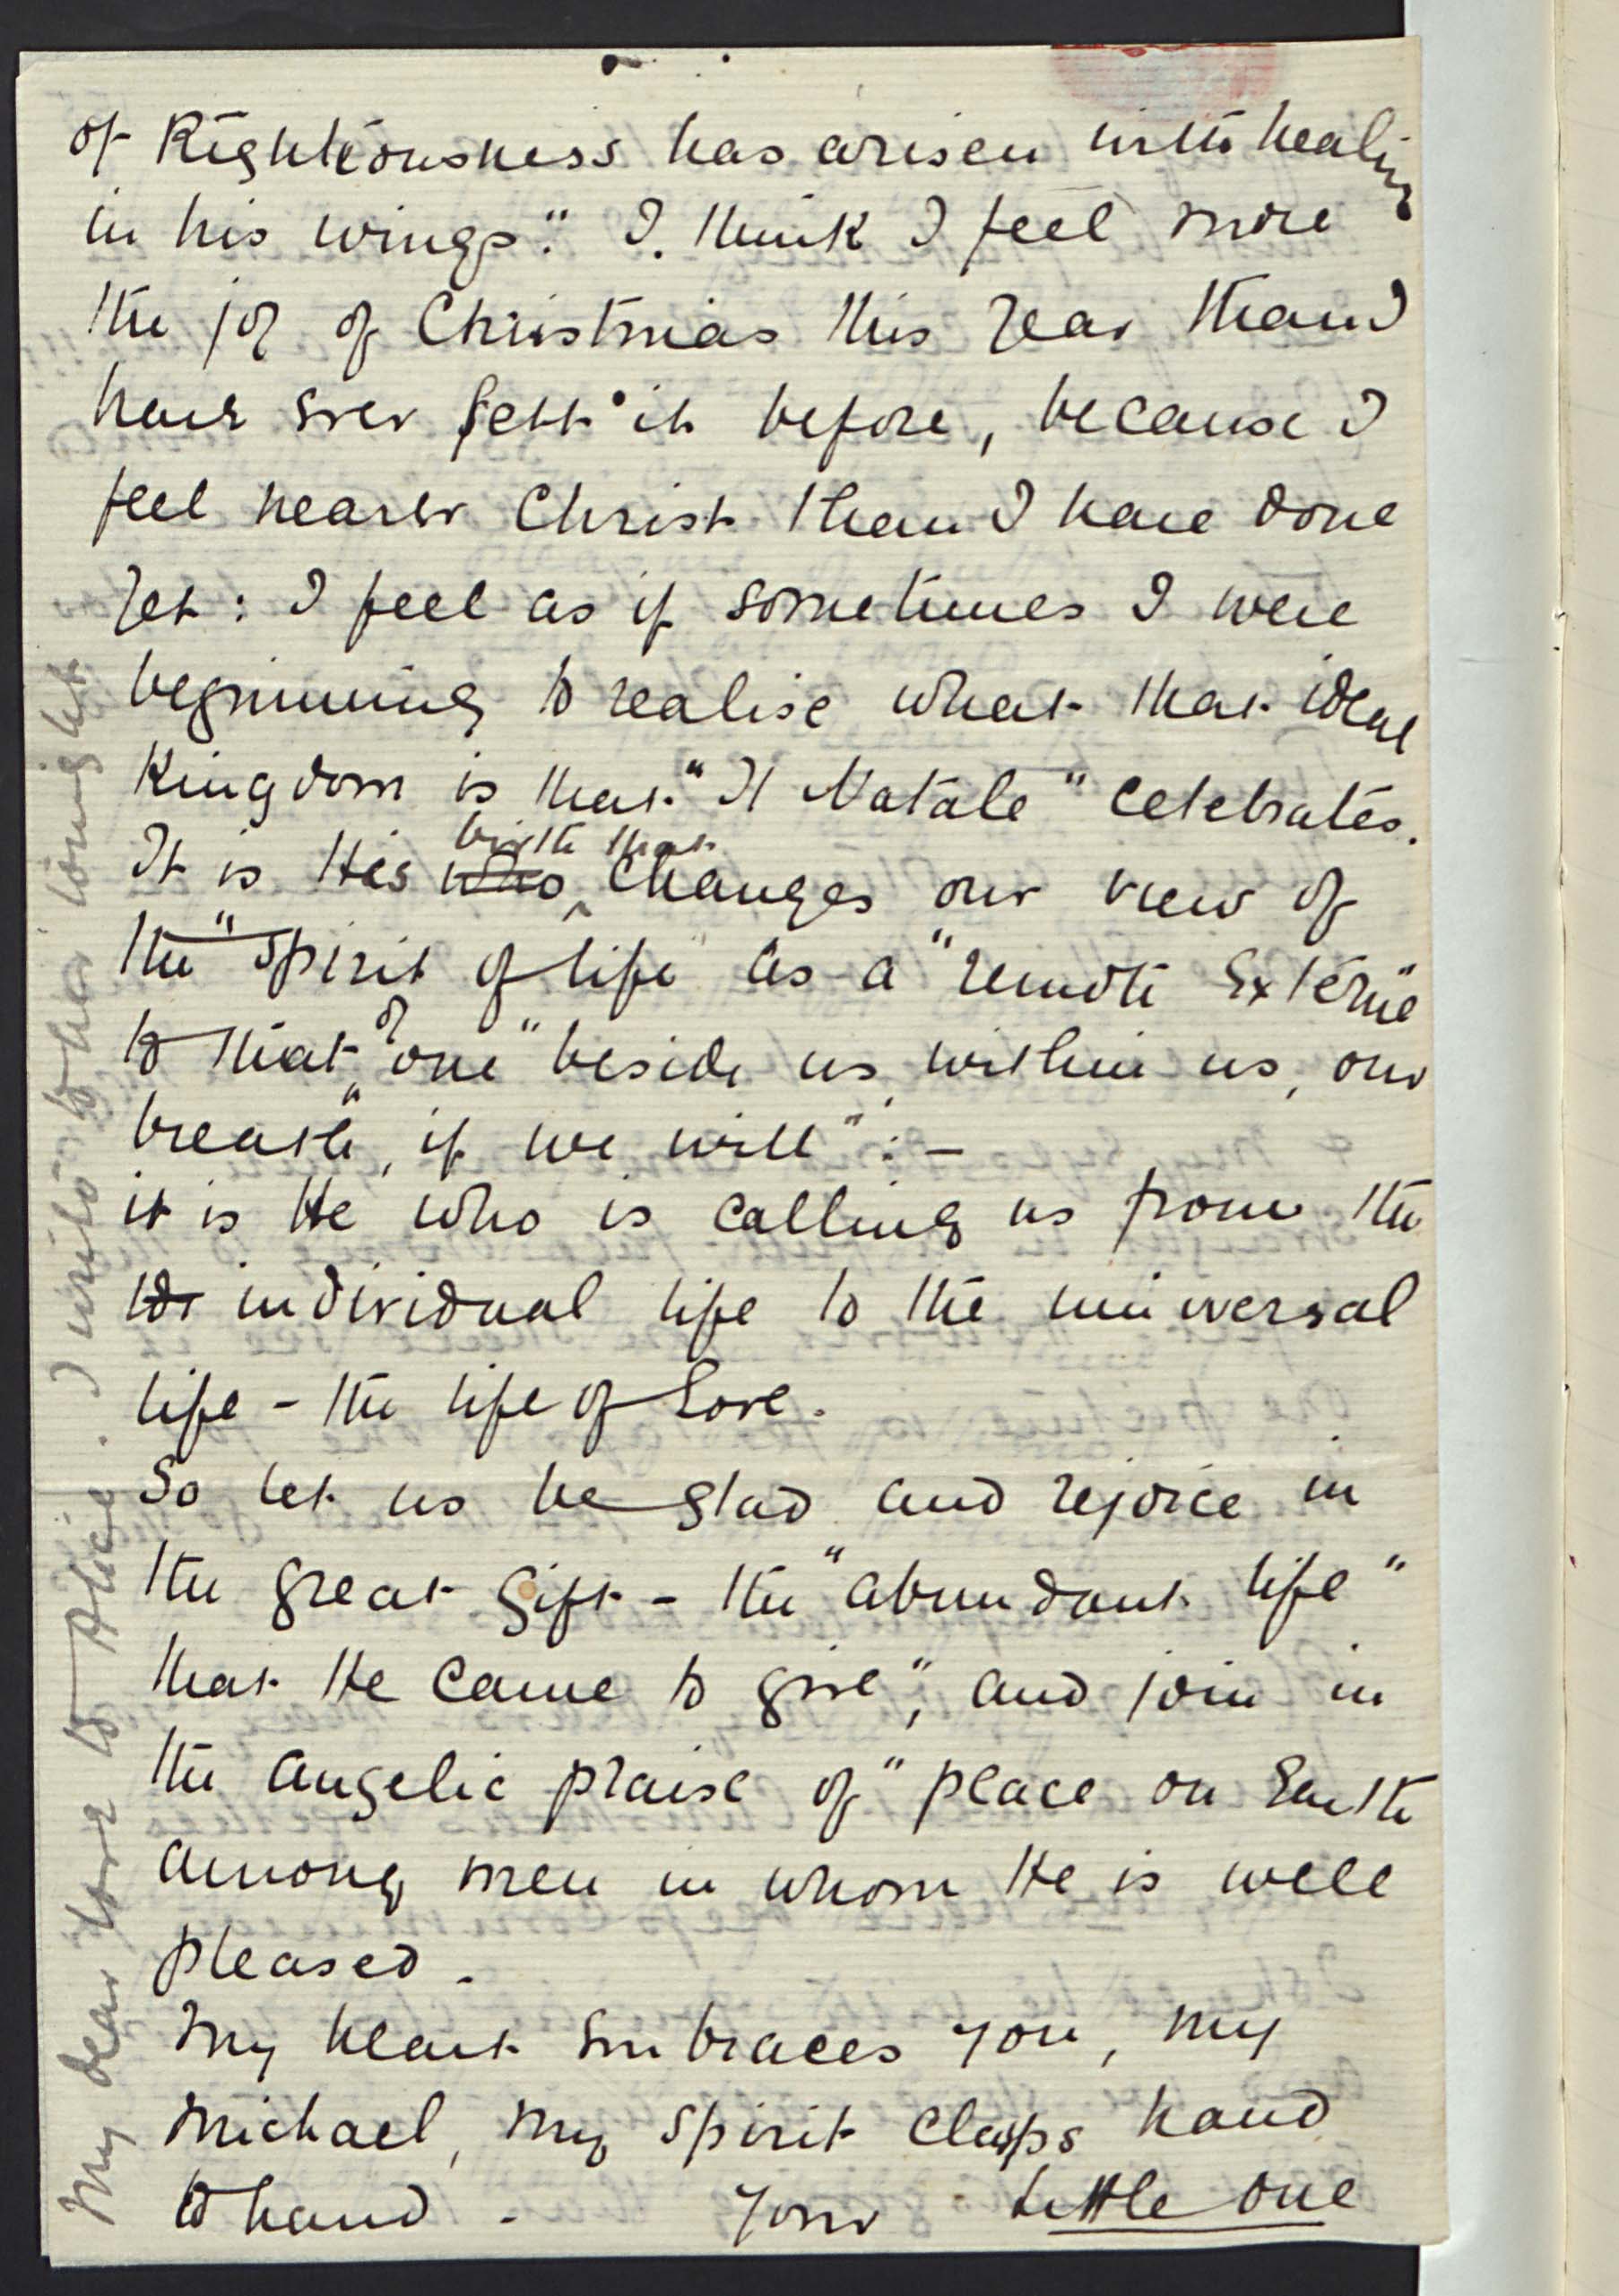 of Righteousness has arisen with healing
in his wings". I think I feel more
the joy of Christmas this year than I
have ever felt it before, because I
feel nearer Christ than I have done
yet: I feel as if sometimes I were
beginning to realise what that ideal
Kingdom is that "Il Natale" celebrates.
It is His who birth that changes our view of
the "Spirit of life" as a "remote Externe"
to that of "one "beside us, within us, our
breath, if we will": –
it is He who is calling us from the
individual life to the universal
life – the life of Love.
So let us be glad and rejoice in
the great gift – the "abundant life"
that He came to give", and join in
the angelic praise of "peace on Earth
among men in whom He is well
pleased.
My heart embraces you, my
Michael, my spirit clasps hand
to hand. Your Little One
My dear love to Alice. I write to her tonight